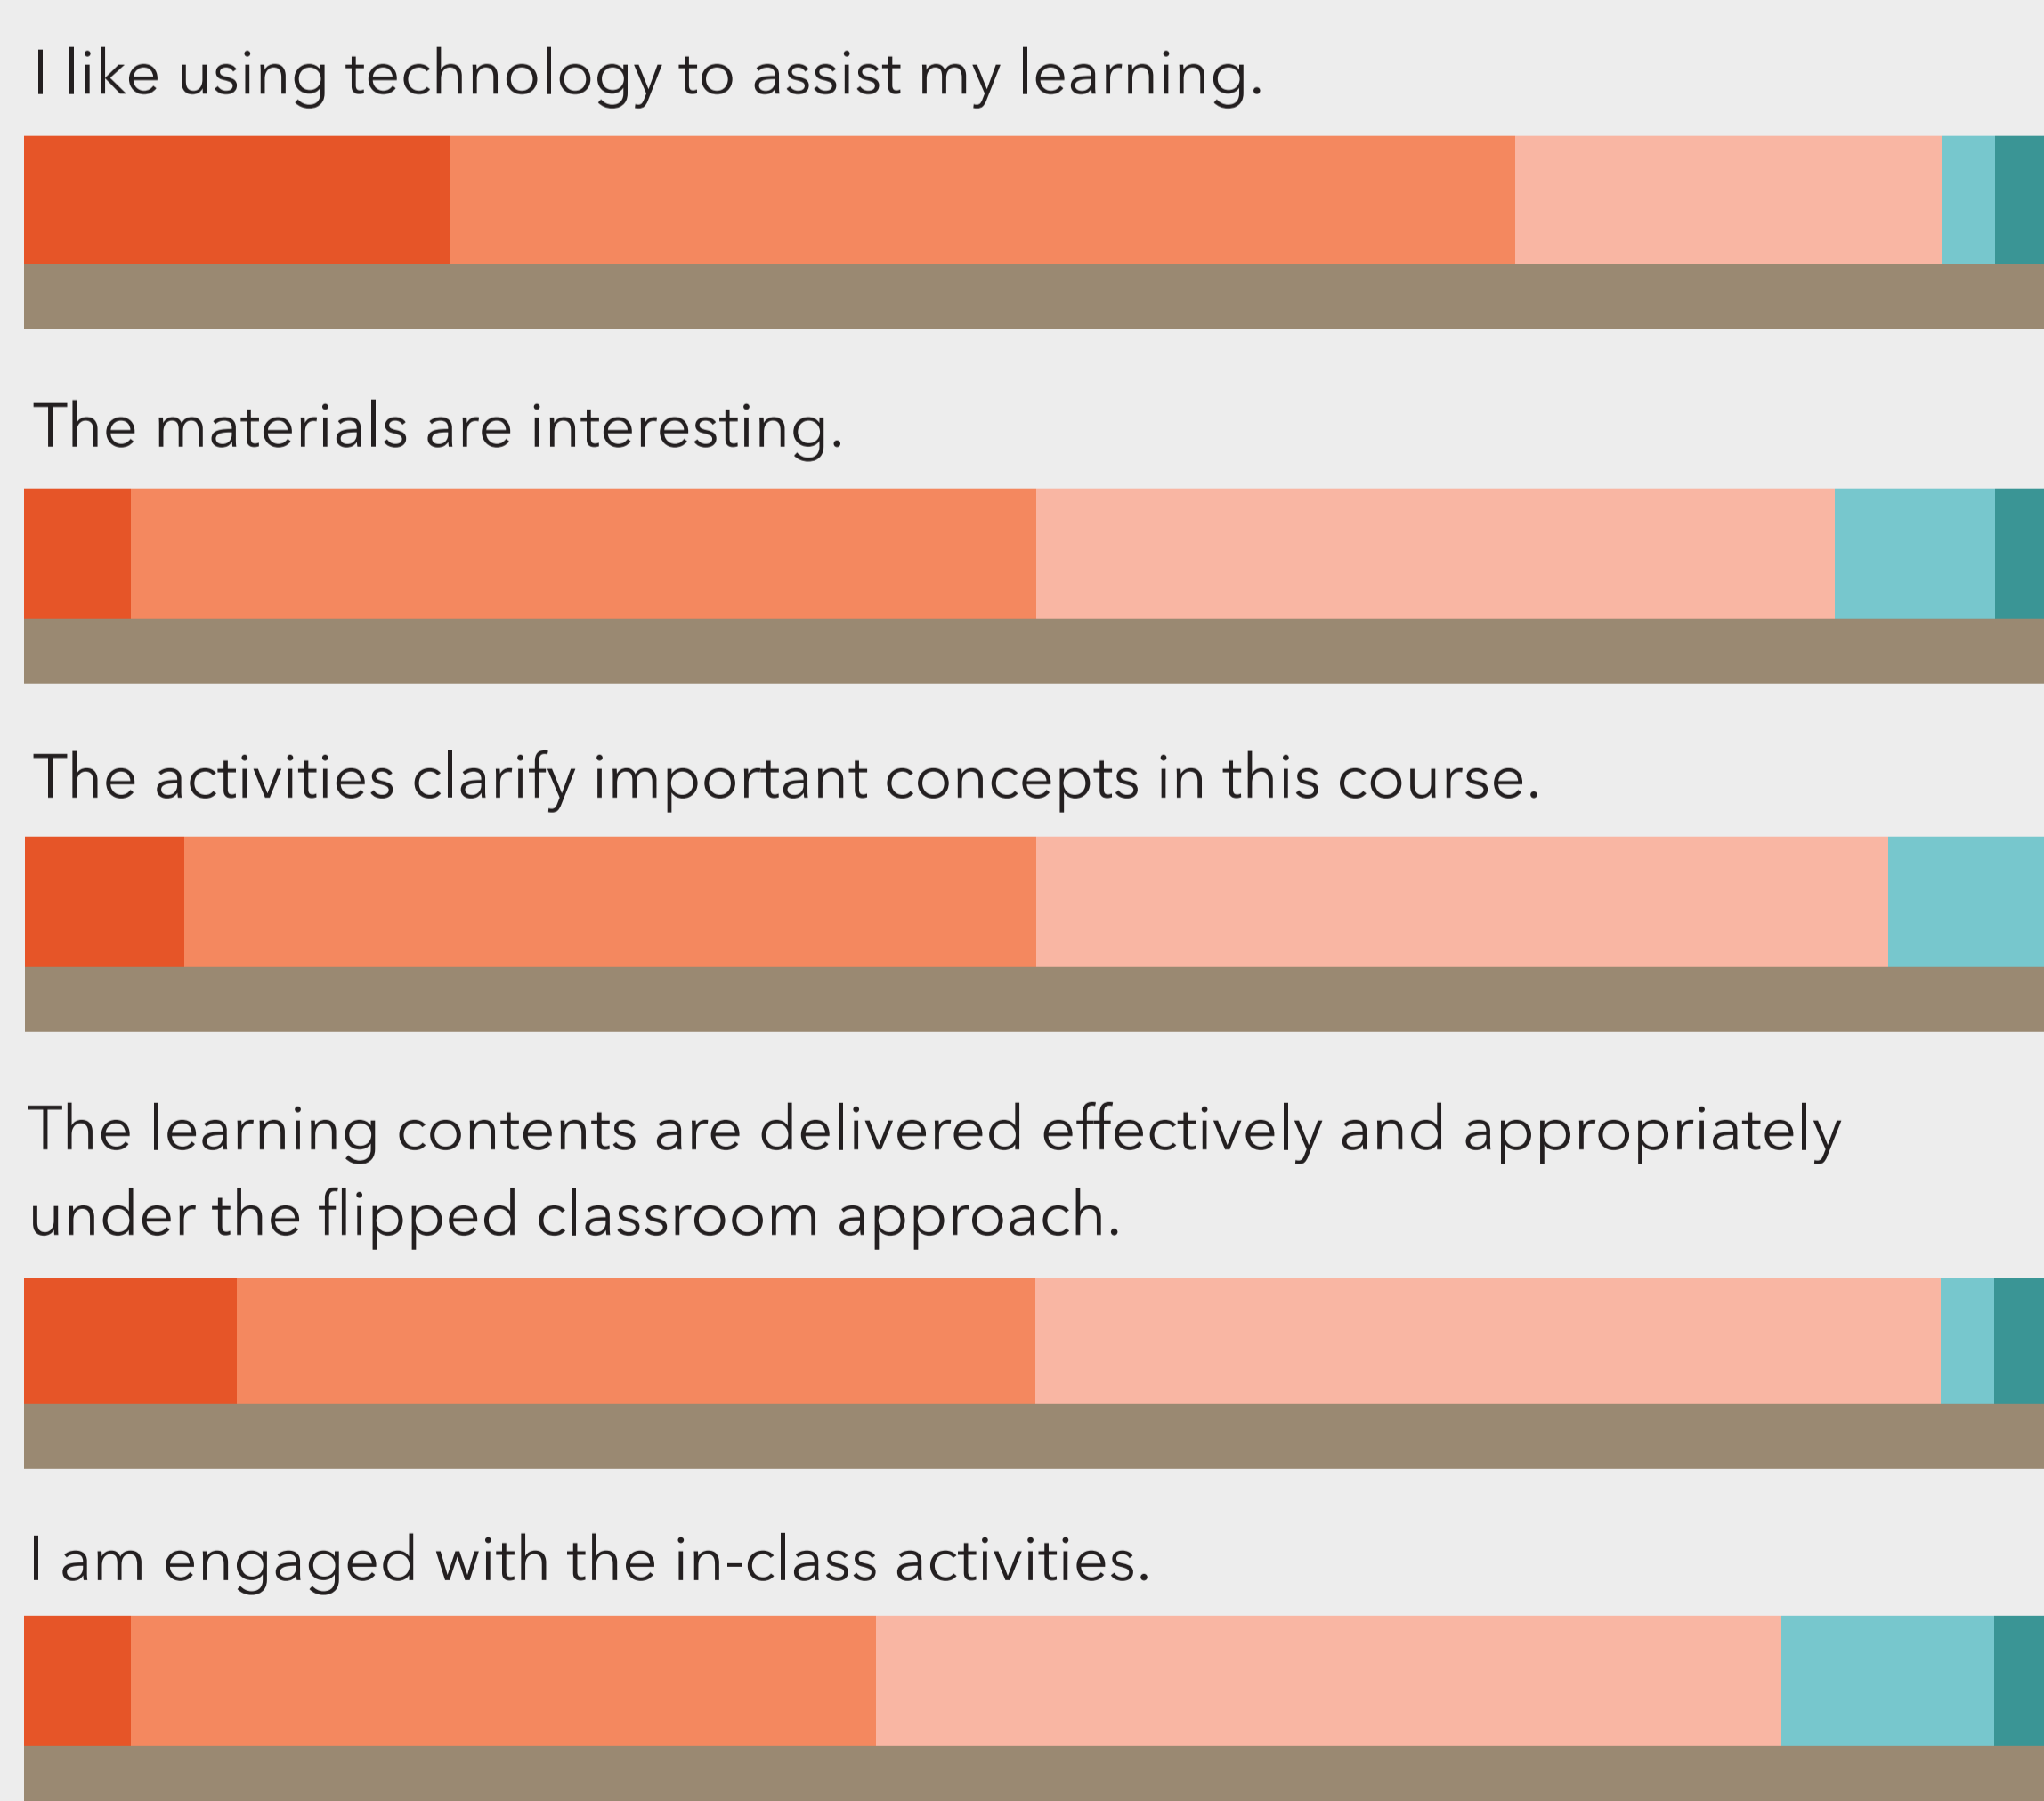 I like using technology to assist my learning.
The materials are interesting.
The activities clarify important concepts in this course.
The learning contents are delivered effectively and appropriately
under the flipped classroom approach.
I am engaged with the in-class activities.